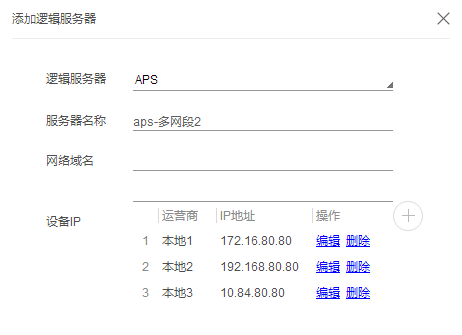 添加逻辑服务器
逻辑服务器 APS
服务器名称 aps-多网段2
网络域名
设备IP 运营商 IP地址 操作
1 本地1 172.16.80.80 编辑 删除
2 本地2 192.168.80.80 编辑 删除
3 本地3 10.84.80.80 编辑 删除